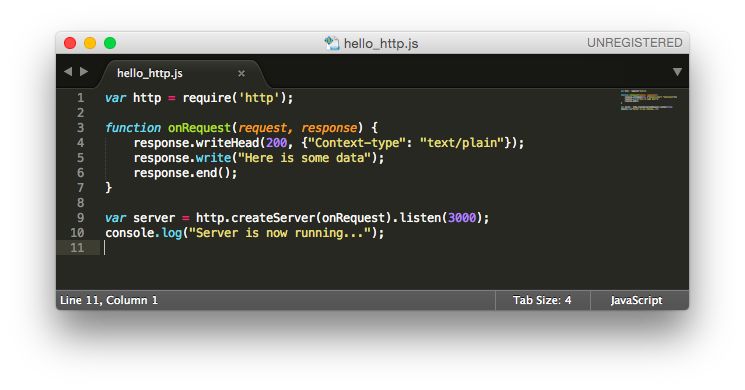 hello_http.js
UNREGISTERED
hello_http.js ×
1 var http = require('http');
2
3 function onRequest(request, response) {
4     response.writeHead(200, {"Context-type": "text/plain"});
5     response.write("Here is some data");
6     response.end();
7 }
8
9 var server = http.createServer(onRequest).listen(3000);
10 console.log("Server is now running...");
11
Line 11, Column 1
Tab Size: 4
JavaScript